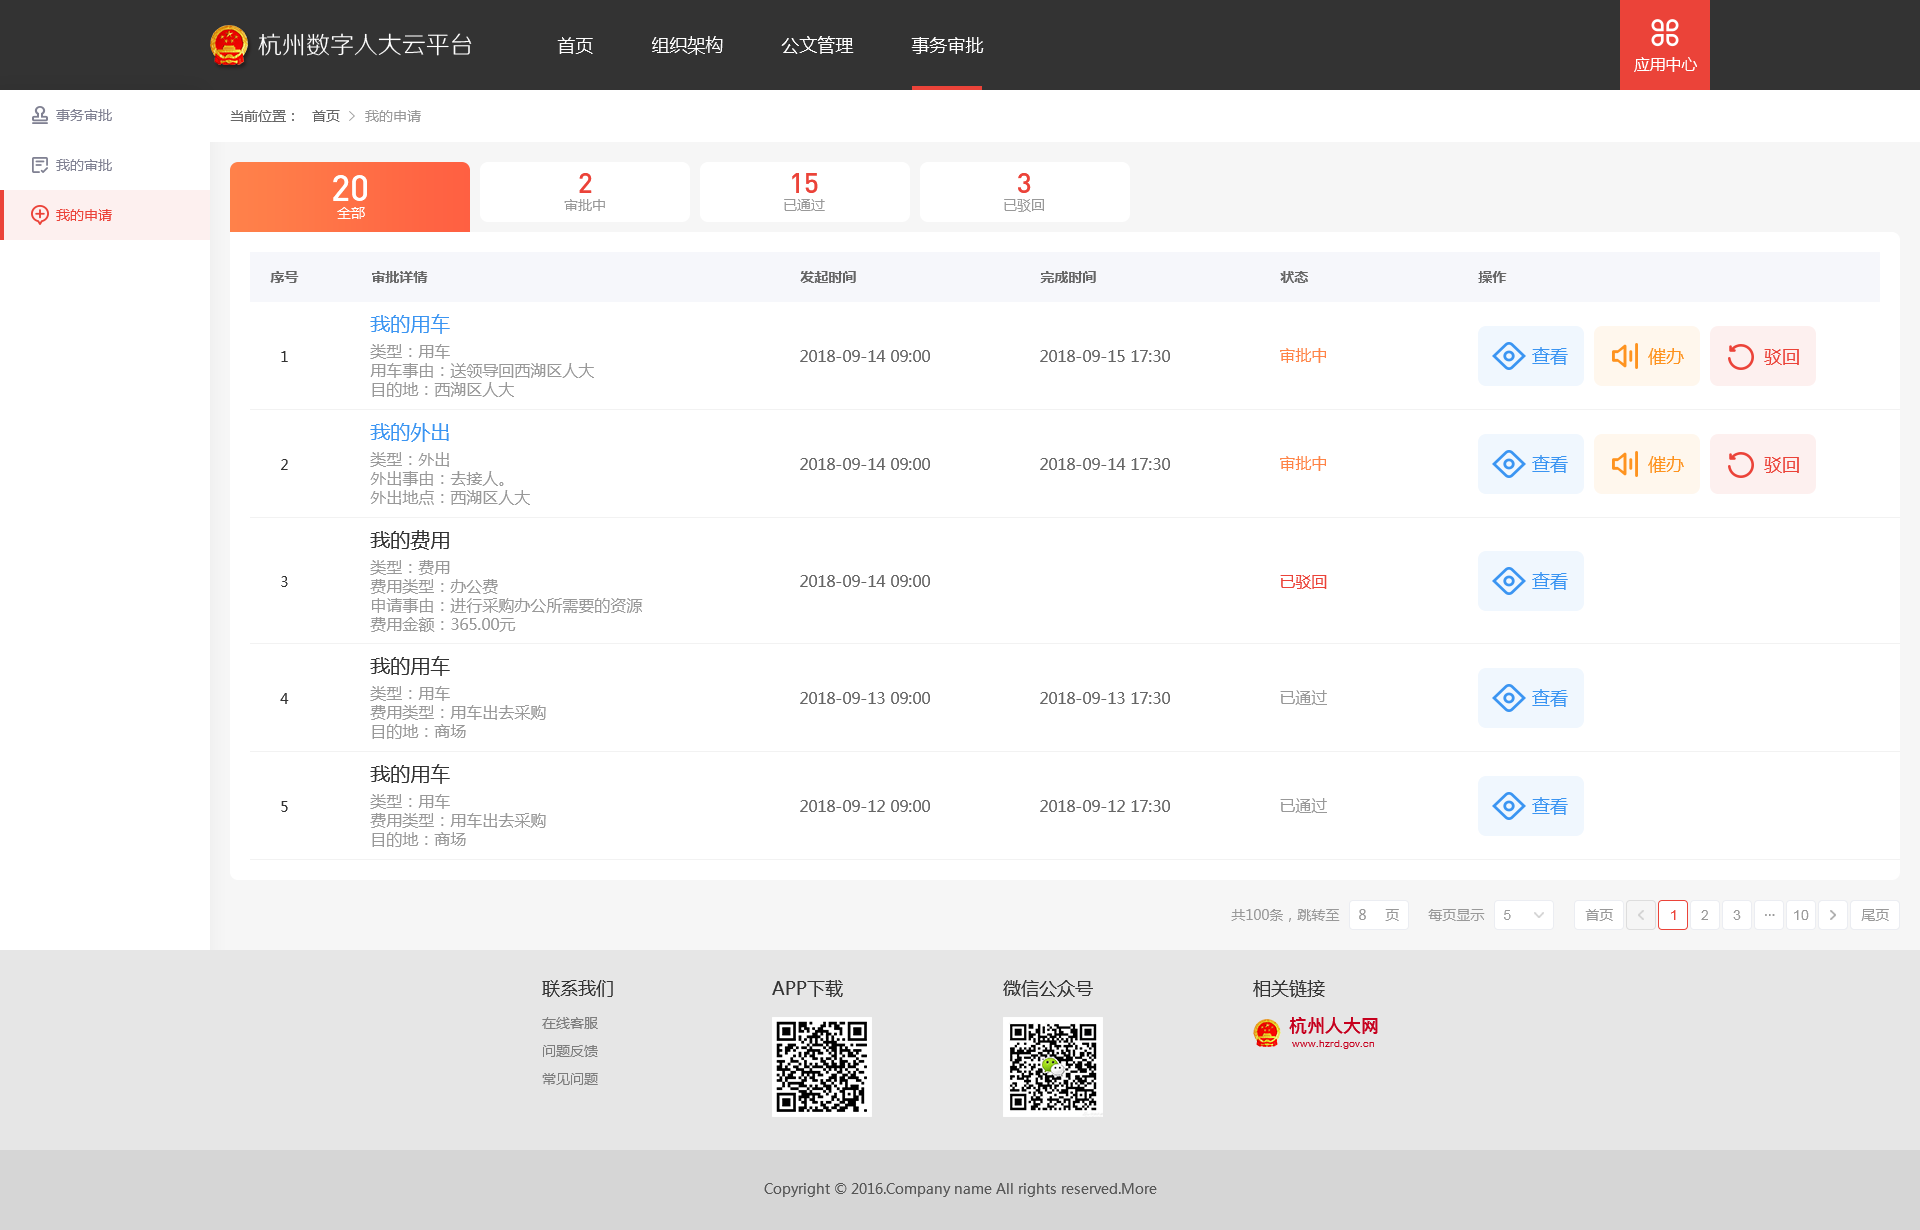 杭州数字人大云平台
首页 组织架构 公文管理 事务审批
应用中心
事务审批
我的审批
我的申请
当前位置： 首页 > 我的申请
20
全部
2
审批中
15
已通过
3
已驳回
序号 审批详情 发起时间 完成时间 状态 操作
我的用车
类型：用车
用车事由：送领导回西湖区人大
目的地：西湖区人大
1 2018-09-14 09:00 2018-09-15 17:30 审批中 查看 催办 驳回
我的外出
类型：外出
外出事由：去接人。
外出地点：西湖区人大
2 2018-09-14 09:00 2018-09-14 17:30 审批中 查看 催办 驳回
我的费用
类型：费用
费用类型：办公费
申请事由：进行采购办公所需要的资源
费用金额：365.00元
3 2018-09-14 09:00 已驳回 查看
我的用车
类型：用车
费用类型：用车出去采购
目的地：商场
4 2018-09-13 09:00 2018-09-13 17:30 已通过 查看
我的用车
类型：用车
费用类型：用车出去采购
目的地：商场
5 2018-09-12 09:00 2018-09-12 17:30 已通过 查看
共100条，跳转至 8 页 每页显示 5 首页 < 1 2 3 ··· 10 > 尾页
联系我们
在线客服
问题反馈
常见问题
APP下载
微信公众号
相关链接
杭州人大网
www.hzrd.gov.cn
Copyright © 2016.Company name All rights reserved.More